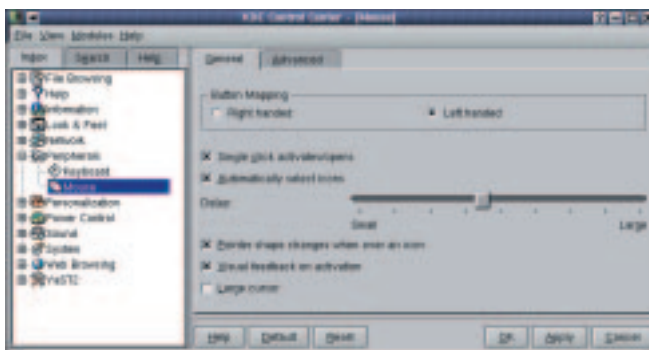 KDE Control Center - [Mouse]
File View Modules Help
Index Search Help
File Browsing
Help
Information
Look & Feel
Network
Peripherals
Keyboard
Mouse
Personalization
Power Control
Sound
System
Web Browsing
YaST2
General Advanced
Button Mapping
Right handed Left handed
Single click activates/opens
Automatically select icons
Delay:
Small Large
Pointer shape changes when over an icon
Visual feedback on activation
Large cursor
Help Default Reset OK Apply Cancel